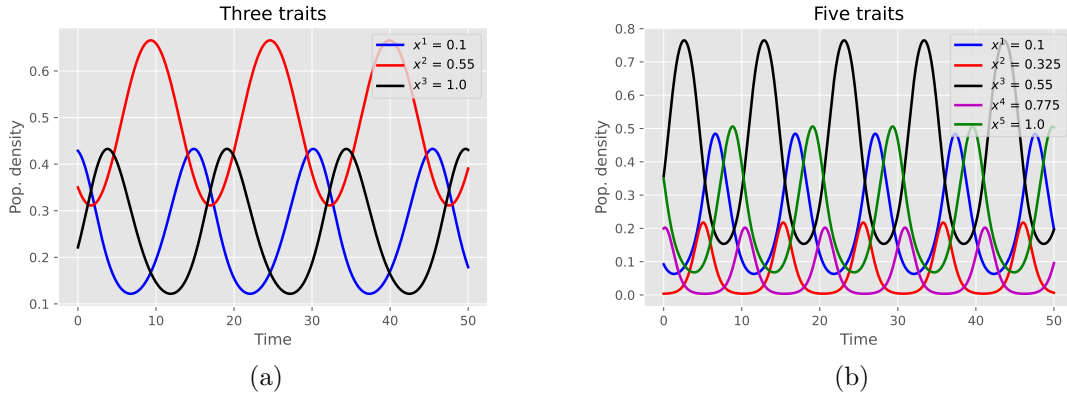 Three traits
Pop. density
0.6
0.5
0.4
0.3
0.2
0.1
x¹ = 0.1
x² = 0.55
x³ = 1.0
0 10 20 30 40 50
Time
(a)
Five traits
Pop. density
0.8
0.7
0.6
0.5
0.4
0.3
0.2
0.1
0.0
x¹ = 0.1
x² = 0.325
x³ = 0.55
x⁴ = 0.775
x⁵ = 1.0
0 10 20 30 40 50
Time
(b)